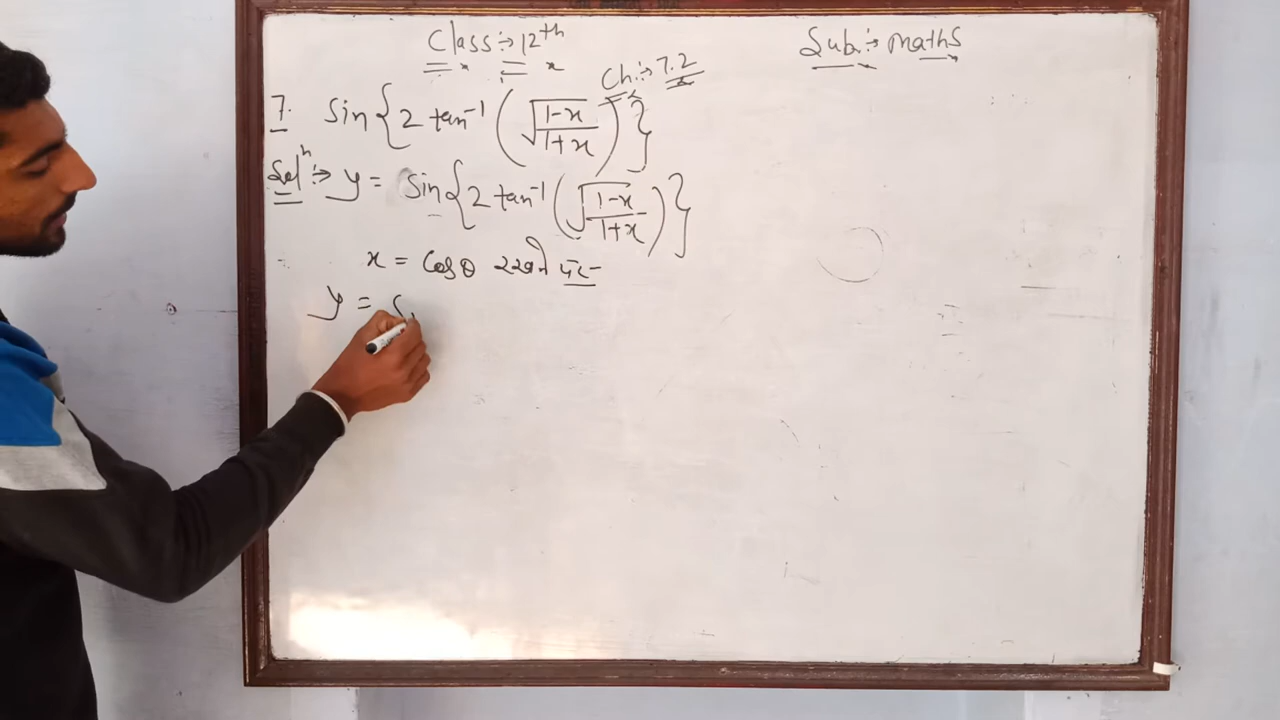 Class :→ 12th
Sub :→ Maths
Ch :→ 7.2
7. Sin{2 tan⁻¹(√(1-x)/(1+x))}
Solⁿ :→ y = Sin{2 tan⁻¹(√(1-x)/(1+x))}
x = Cosθ रखने पर
y = S